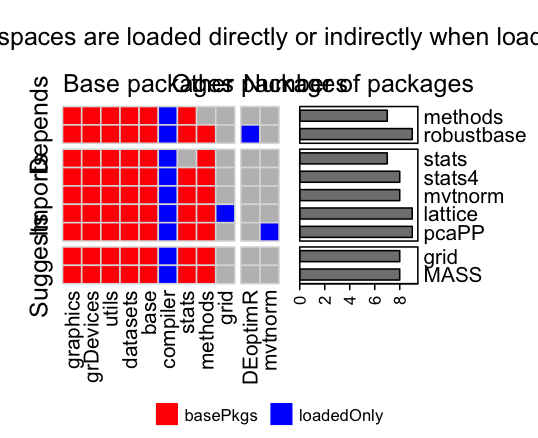 spaces are loaded directly or indirectly when load
Base packages
Other packages
Number of packages
Depends
Imports
Suggests
methods
robustbase
stats
stats4
mvtnorm
lattice
pcaPP
grid
MASS
0 2 4 6 8
graphics
grDevices
utils
datasets
base
compiler
stats
methods
grid
DEoptimR
mvtnorm
basePkgs
loadedOnly